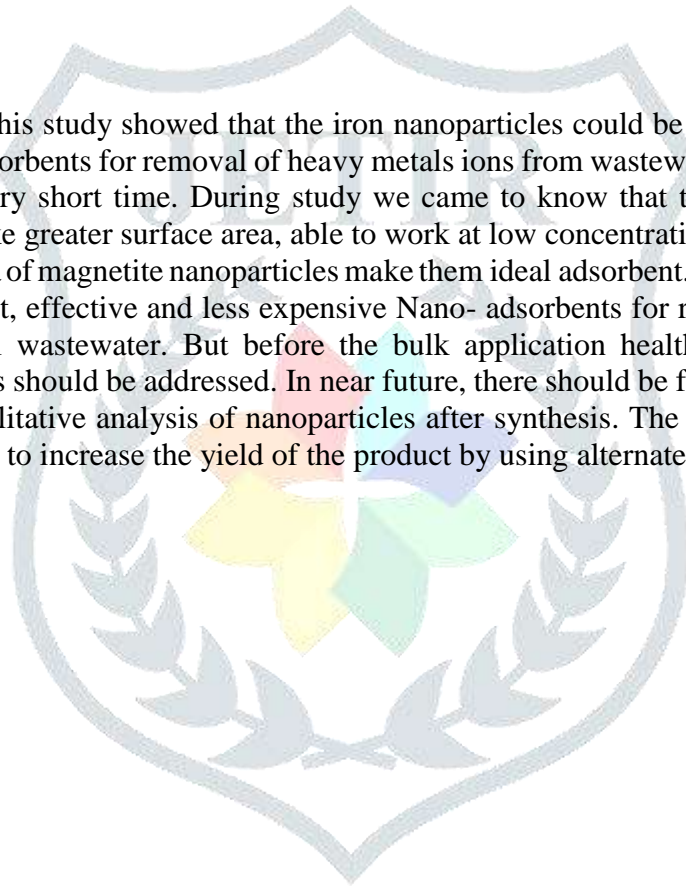 his study showed that the iron nanoparticles could be
orbents for removal of heavy metals ions from wastew
ry short time. During study we came to know that t
ke greater surface area, able to work at low concentrati
of magnetite nanoparticles make them ideal adsorbent.
t, effective and less expensive Nano- adsorbents for r
wastewater. But before the bulk application health
s should be addressed. In near future, there should be f
litative analysis of nanoparticles after synthesis. The
to increase the yield of the product by using alternate
JETIR